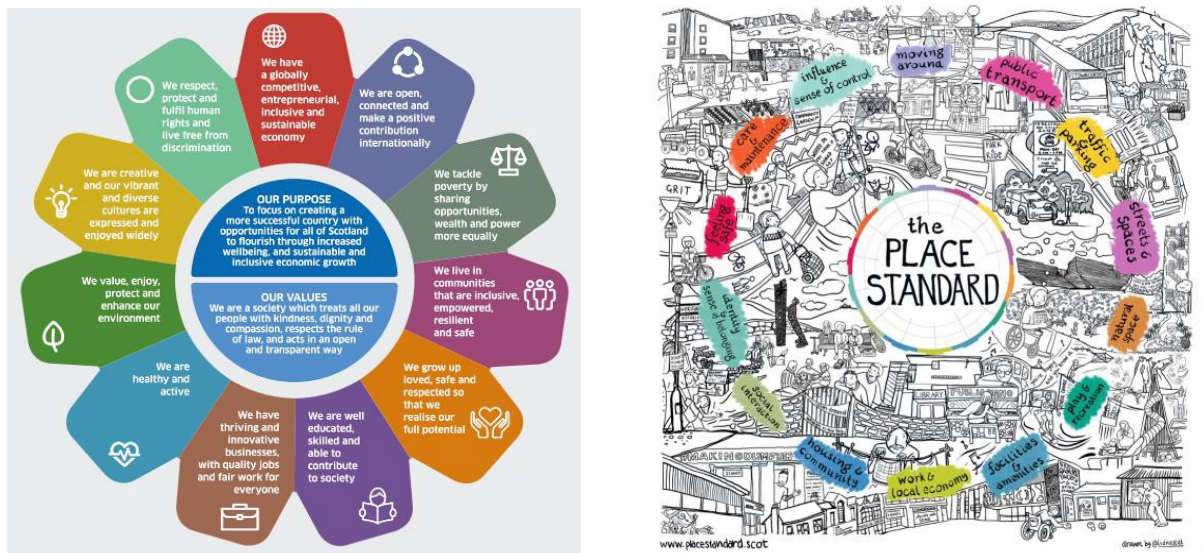 We have
a globally
competitive,
entrepreneurial,
inclusive and
sustainable
economy
We are open,
connected and
make a positive
contribution
internationally
We tackle
poverty by
sharing
opportunities,
wealth and power
more equally
We live in
communities
that are inclusive,
empowered,
resilient
and safe
We grow up
loved, safe and
respected so
that we
realise our
full potential
We are well
educated,
skilled and
able to
contribute
to society
We have
thriving and
innovative
businesses,
with quality jobs
and fair work for
everyone
We are
healthy and
active
We value, enjoy,
protect and
enhance our
environment
We are creative
and our vibrant
and diverse
cultures are
expressed and
enjoyed widely
We respect,
protect and
fulfil human
rights and
live free from
discrimination
OUR PURPOSE
To focus on creating a
more successful country with
opportunities for all of Scotland
to flourish through increased
wellbeing, and sustainable and
inclusive economic growth
OUR VALUES
We are a society which treats all our
people with kindness, dignity and
compassion, respects the rule
of law, and acts in an open
and transparent way
the
PLACE
STANDARD
moving
around
public
transport
traffic
&
parking
streets
&
spaces
natural
space
play &
recreation
facilities
&
amenities
work &
local economy
housing &
community
social
interaction
identity
&
sense of belonging
feeling
safe
care
&
maintenance
influence
&
sense of control
GRIT
PARK
RIDE
LIBRARY
www.placestandard.scot
drawn by